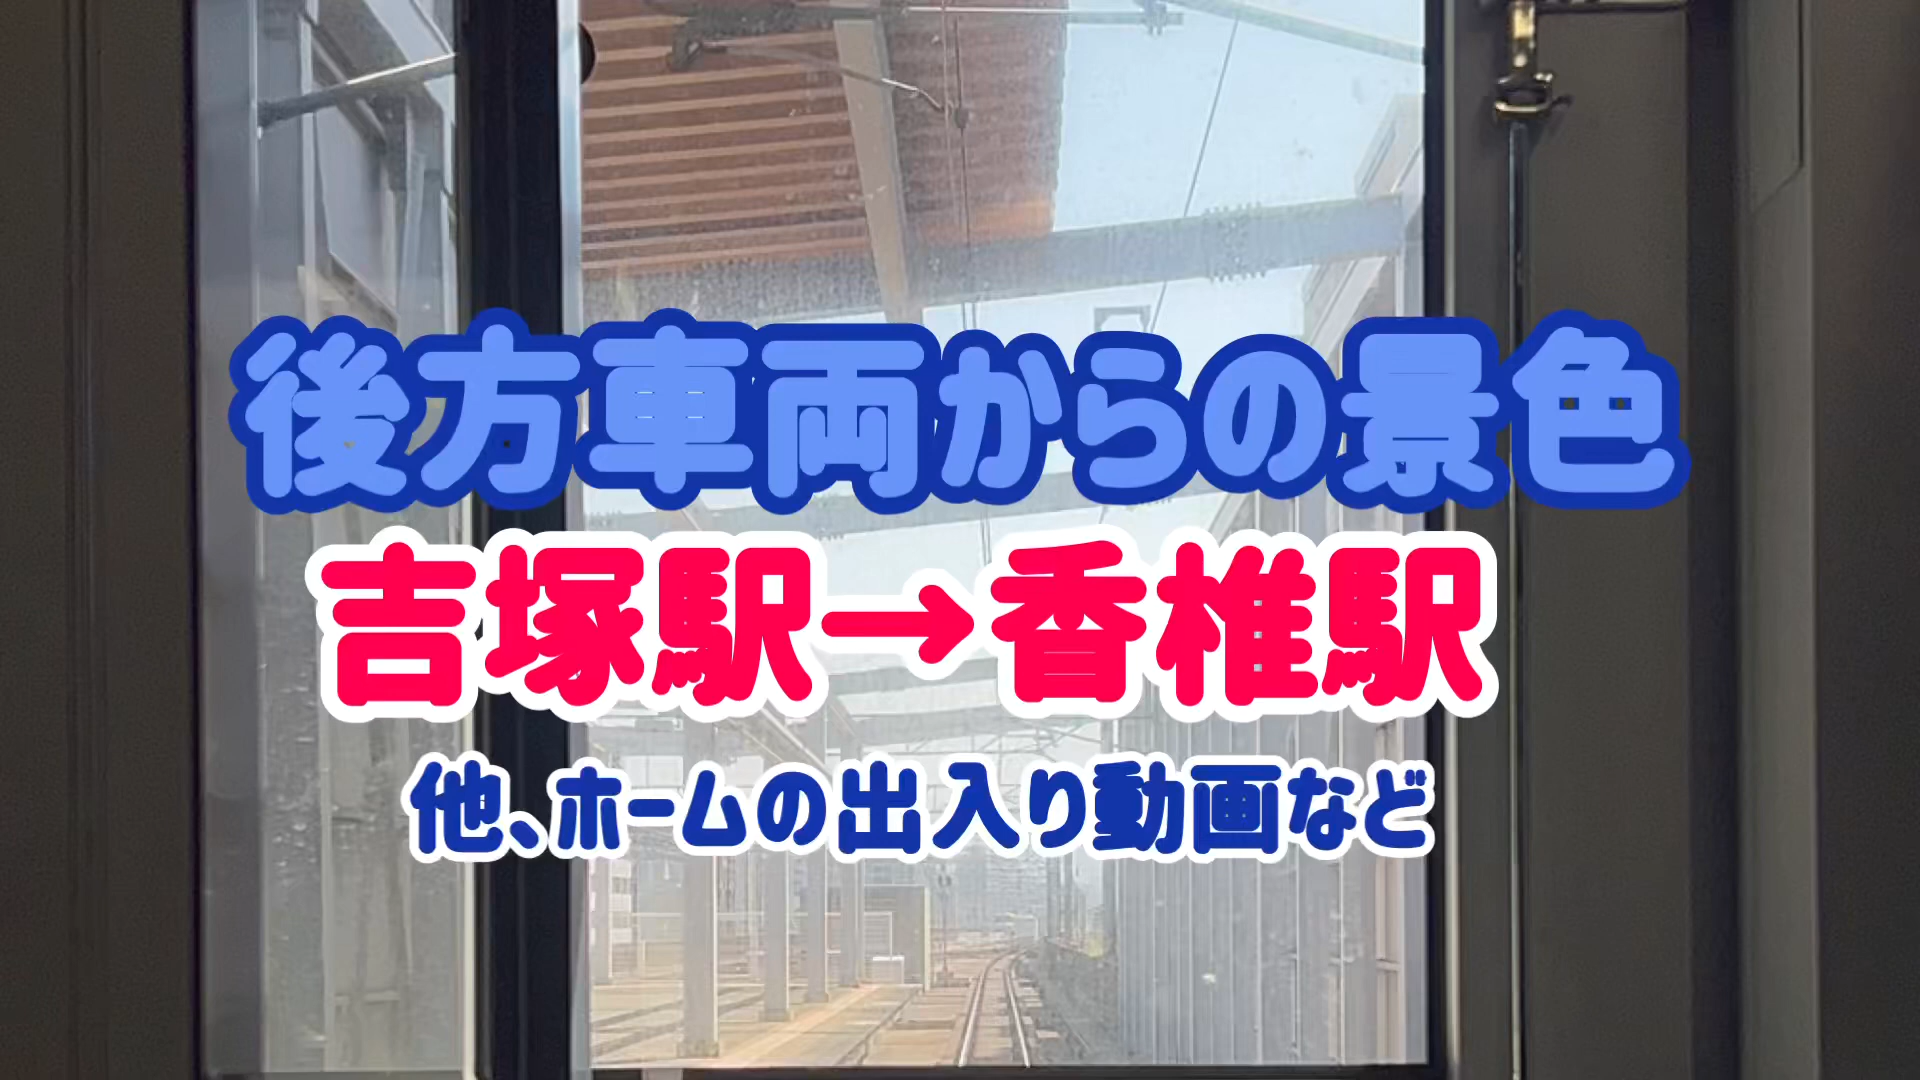 後方車両からの景色
吉塚駅→香椎駅
他、ホームの出入り動画など